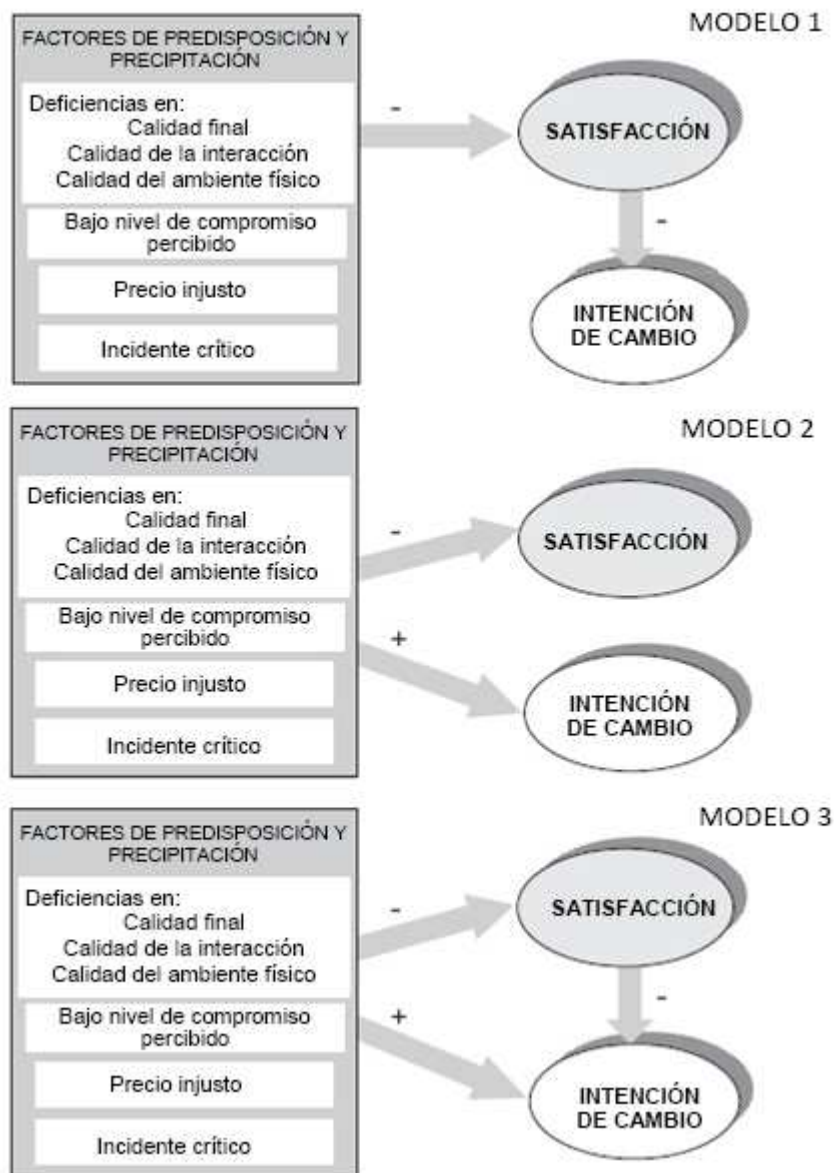 MODELO 1
FACTORES DE PREDISPOSICIÓN Y
PRECIPITACIÓN
Deficiencias en:
Calidad final
Calidad de la interacción
Calidad del ambiente físico
Bajo nivel de compromiso
percibido
Precio injusto
Incidente crítico
-
SATISFACCIÓN
-
INTENCIÓN
DE CAMBIO
MODELO 2
FACTORES DE PREDISPOSICIÓN Y
PRECIPITACIÓN
Deficiencias en:
Calidad final
Calidad de la interacción
Calidad del ambiente físico
Bajo nivel de compromiso
percibido
Precio injusto
Incidente crítico
-
SATISFACCIÓN
+
INTENCIÓN
DE CAMBIO
MODELO 3
FACTORES DE PREDISPOSICIÓN Y
PRECIPITACIÓN
Deficiencias en:
Calidad final
Calidad de la interacción
Calidad del ambiente físico
Bajo nivel de compromiso
percibido
Precio injusto
Incidente crítico
-
SATISFACCIÓN
-
+
INTENCIÓN
DE CAMBIO